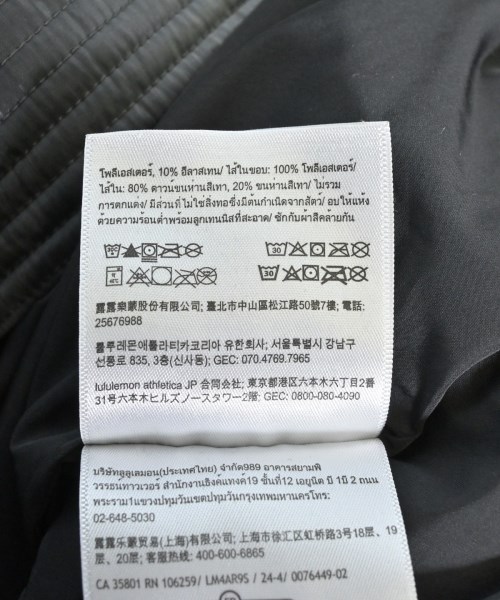 โพลีเอสเตอร์, 10% อีลาสเทน/ ไส้ในขอบ: 100% โพลีเอสเตอร์/
ไส้ใน: 80% ดาวน์ขนห่านสีเทา, 20% ขนห่านสีเทา/ ไม่รวม
การตกแต่ง/ มีส่วนที่ไม่ใช่สิ่งทอซึ่งมีต้นกำเนิดจากสัตว์/ อบให้แห้ง
ด้วยความร้อนต่ำพร้อมลูกเทนนิสที่สะอาด/ ซักกับผ้าสีคล้ายกัน
30 30
40 30
露露樂蒙股份有限公司; 臺北市中山區松江路50號7樓; 電話:
25676988
룰루레몬애틀라티카코리아 유한회사; 서울특별시 강남구
선릉로 835, 3층(신사동); GEC: 070.4769.7965
lululemon athletica JP 合同会社; 東京都港区六本木六丁目2番
31号六本木ヒルズノースタワー2階: GEC: 0800-080-4090
บริษัทลูลูเลมอน(ประเทศไทย) จำกัด989 อาคารสยามพิ
วรรธน์ทาวเวอร์ สำนักงานอิงค์แทงค์19 ชั้นที่12 เอยูนิต ปี 1ปี 2 ถนน
พระราม1แขวงปทุมวันเขตปทุมวันกรุงเทพมหานครโทร:
02-648-5030
露露乐蒙贸易(上海)有限公司; 上海市徐汇区虹桥路3号18层、19
层、20层; 客服热线: 400-600-6865
CA 35801 RN 106259/ LM4AR9S / 24-4/ 0076449-02